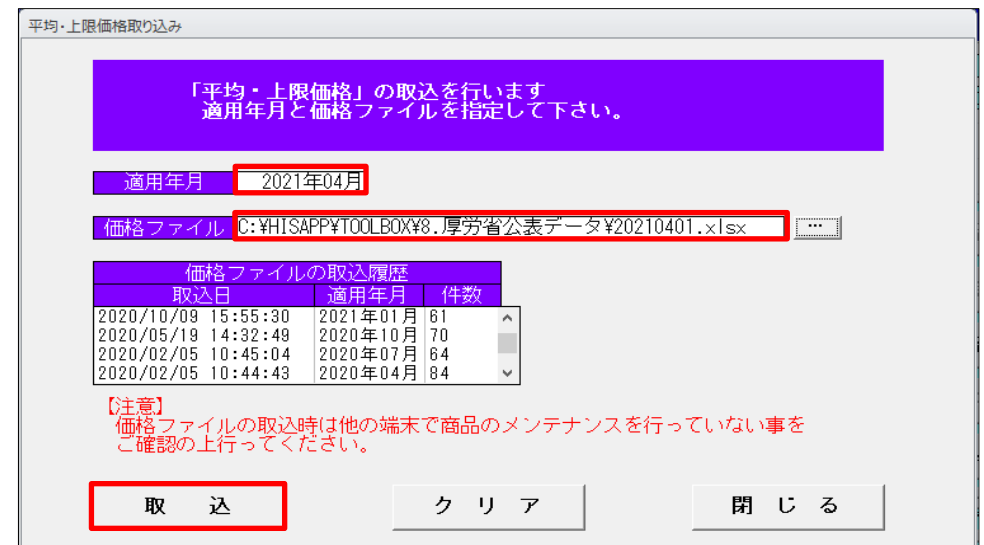 平均・上限価格取り込み
「平均・上限価格」の取込を行います
適用年月と価格ファイルを指定して下さい。
適用年月 2021年04月
価格ファイル C:¥HISAPP¥TOOLBOX¥8.厚労省公表データ¥20210401.xlsx ...
価格ファイルの取込履歴
取込日 適用年月 件数
2020/10/09 15:55:30 2021年01月 61
2020/05/19 14:32:49 2020年10月 70
2020/02/05 10:45:04 2020年07月 64
2020/02/05 10:44:43 2020年04月 84
【注意】
価格ファイルの取込時は他の端末で商品のメンテナンスを行っていない事を
ご確認の上行ってください。
取 込 ク リ ア 閉 じ る